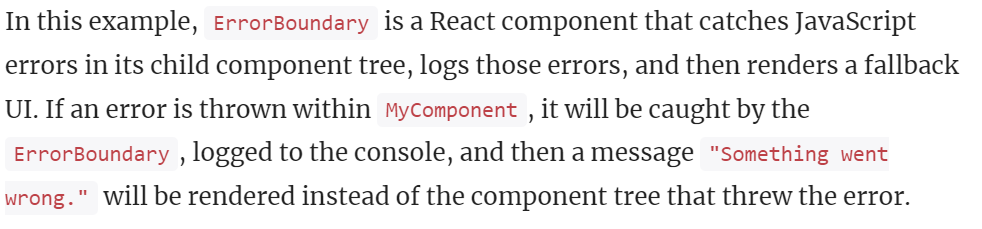 In this example, ErrorBoundary is a React component that catches JavaScript
errors in its child component tree, logs those errors, and then renders a fallback
UI. If an error is thrown within MyComponent , it will be caught by the
ErrorBoundary , logged to the console, and then a message "Something went
wrong." will be rendered instead of the component tree that threw the error.